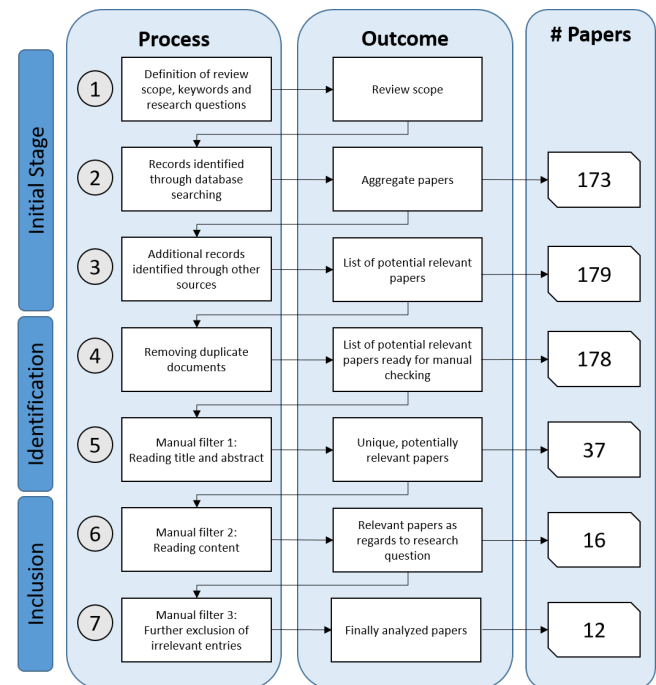 Process
Outcome
# Papers
Initial Stage
1
Definition of review
scope, keywords and
research questions
Review scope
2
Records identified
through database
searching
Aggregate papers
173
3
Additional records
identified through other
sources
List of potential relevant
papers
179
Identification
4
Removing duplicate
documents
List of potential relevant
papers ready for manual
checking
178
5
Manual filter 1:
Reading title and abstract
Unique, potentially
relevant papers
37
Inclusion
6
Manual filter 2:
Reading content
Relevant papers as
regards to research
question
16
7
Manual filter 3:
Further exclusion of
irrelevant entries
Finally analyzed papers
12